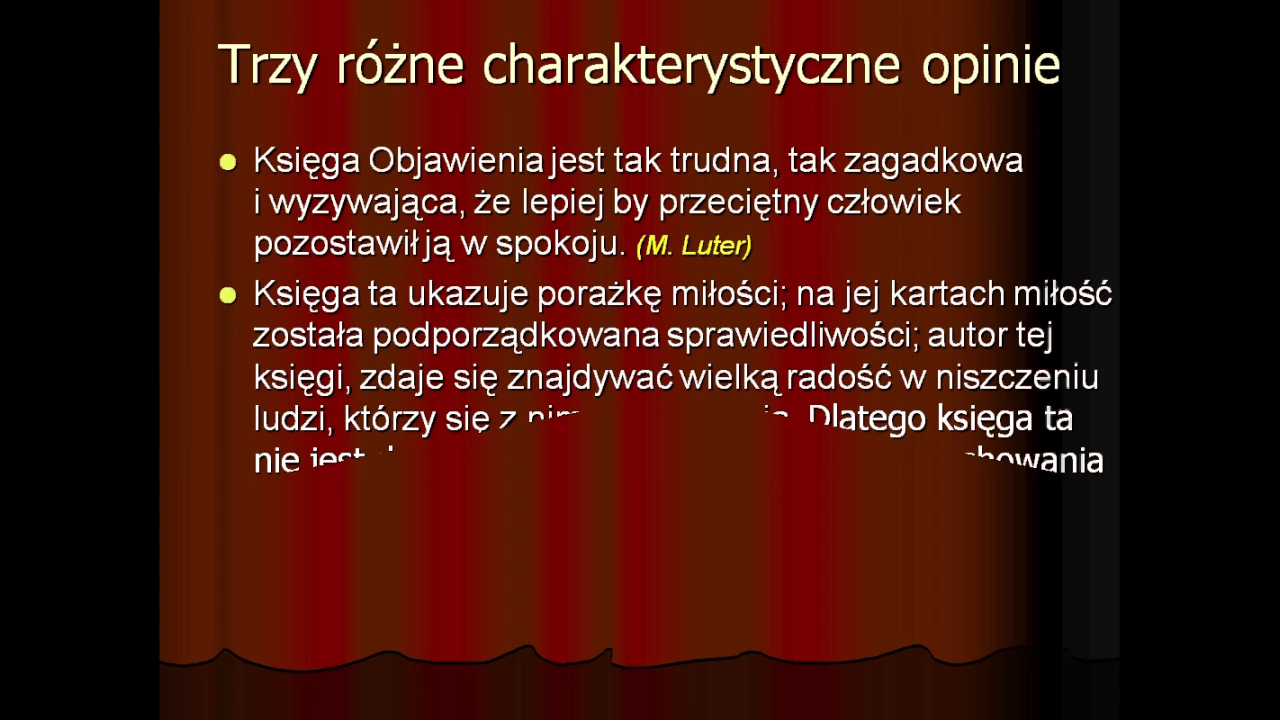 Trzy różne charakterystyczne opinie
Księga Objawienia jest tak trudna, tak zagadkowa
i wyzywająca, że lepiej by przeciętny człowiek
pozostawił ją w spokoju. (M. Luter)
Księga ta ukazuje porażkę miłości; na jej kartach miłość
została podporządkowana sprawiedliwości; autor tej
księgi, zdaje się znajdywać wielką radość w niszczeniu
ludzi, którzy się z Dlatego księga ta
nie jest